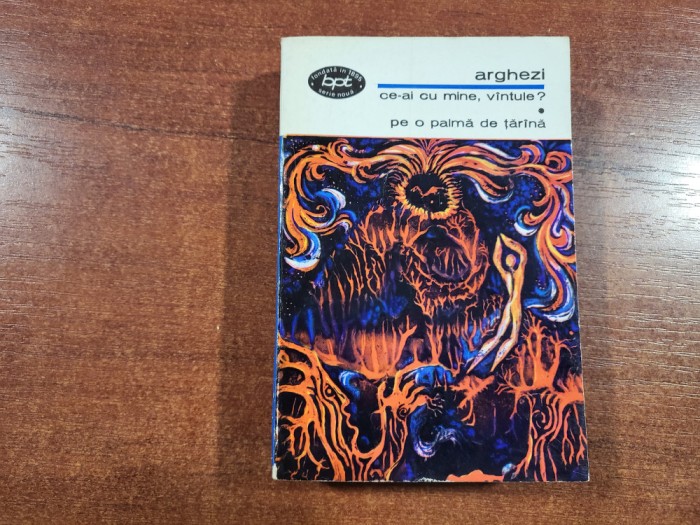 fondată în 1895
bpt
serie nouă
arghezi
ce-ai cu mine, vîntule?
•
pe o palmă de țărînă